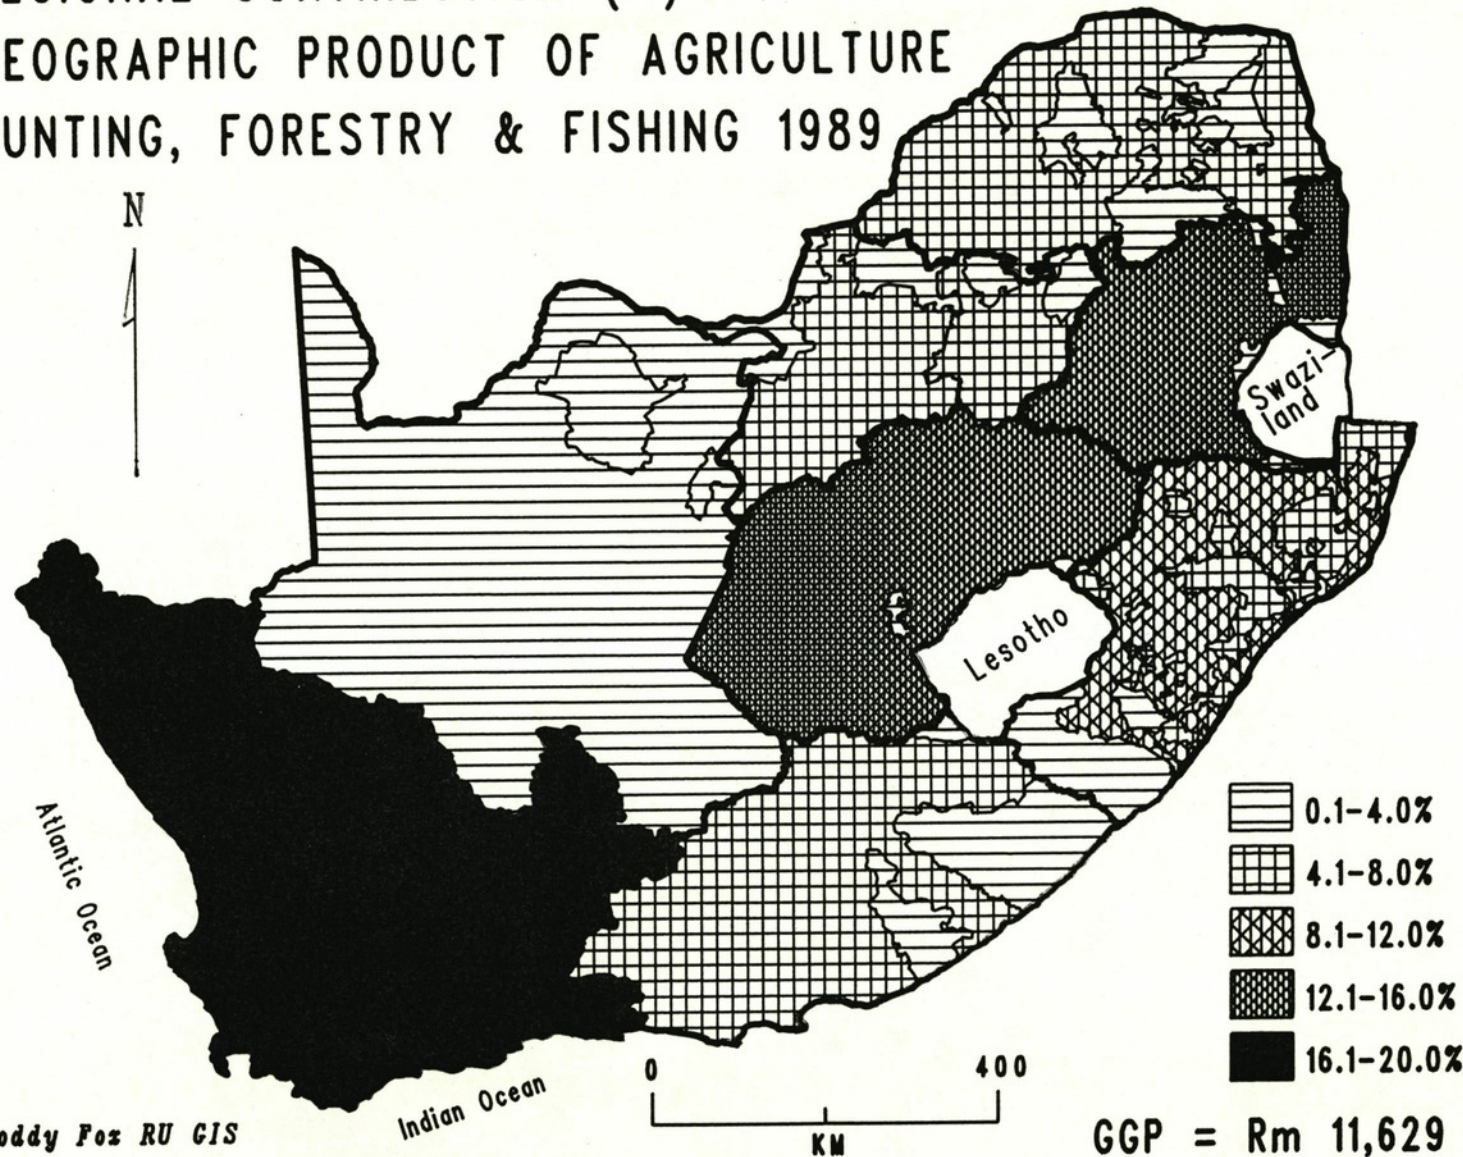 EOGRAPHIC PRODUCT OF AGRICULTURE
UNTING, FORESTRY & FISHING 1989
N
Swazi-
land
Lesotho
Atlantic Ocean
Indian Ocean
0.1-4.0%
4.1-8.0%
8.1-12.0%
12.1-16.0%
16.1-20.0%
0 400
KM
oddy Fox RU GIS
GGP = Rm 11,629